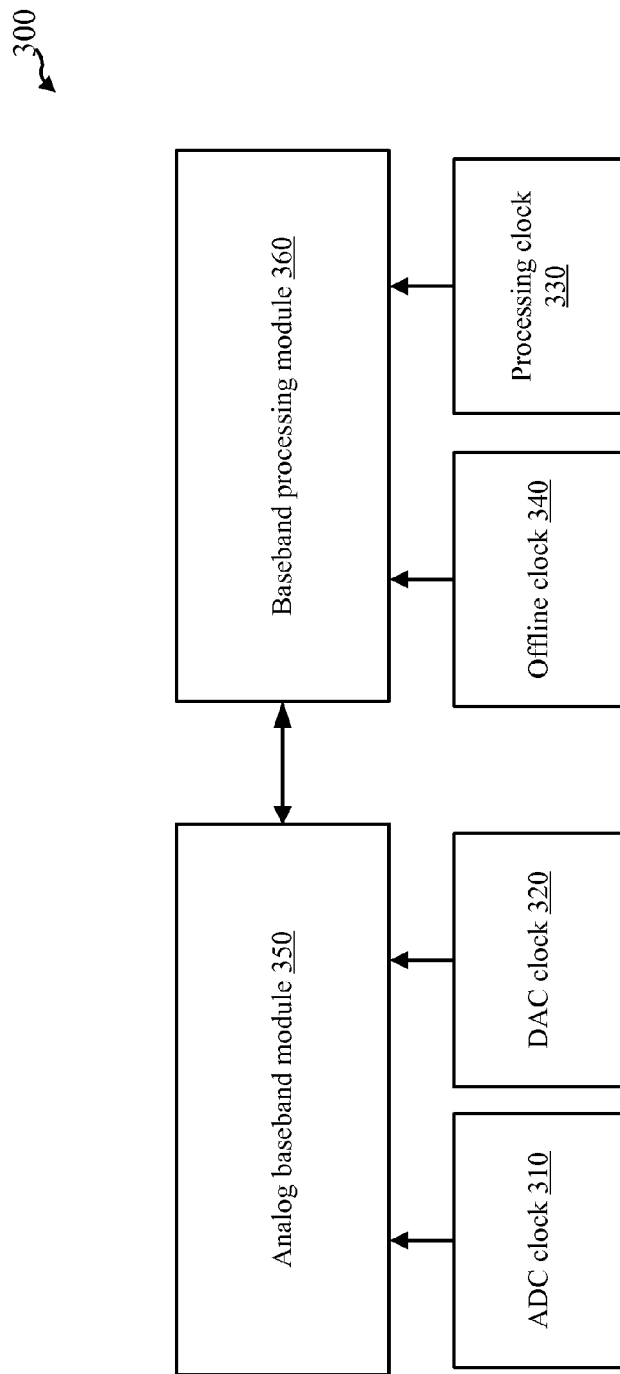 300
Analog baseband module 350
Baseband processing module 360
ADC clock 310
DAC clock 320
Offline clock 340
Processing clock
330